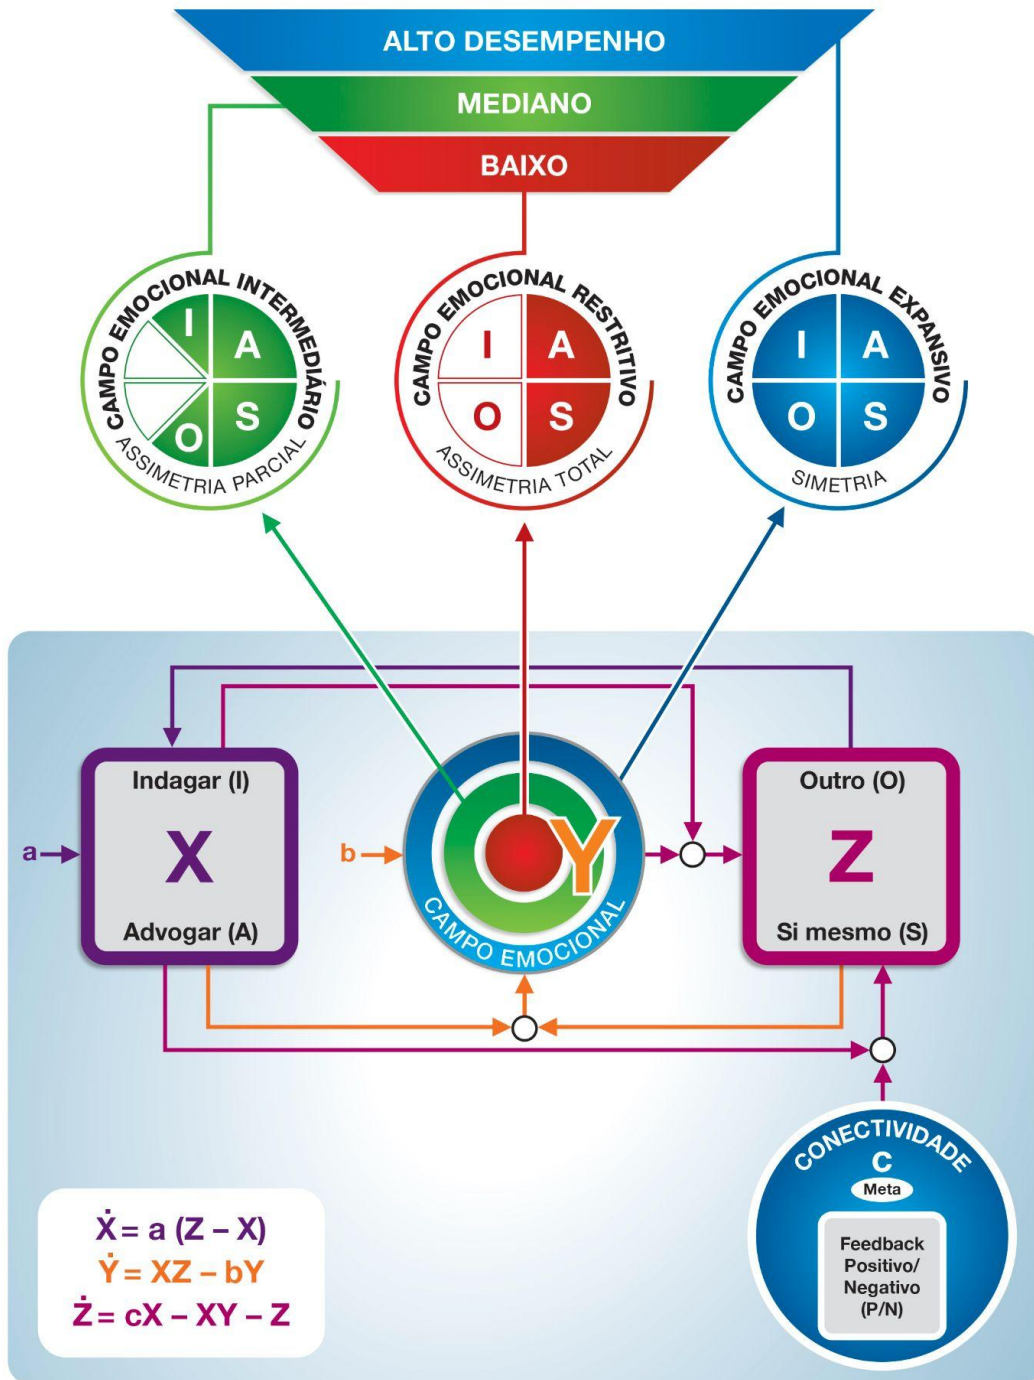 ALTO DESEMPENHO
MEDIANO
BAIXO
CAMPO EMOCIONAL INTERMEDIÁRIO
I
A
O
S
ASSIMETRIA PARCIAL
CAMPO EMOCIONAL RESTRITIVO
I
A
O
S
ASSIMETRIA TOTAL
CAMPO EMOCIONAL EXPANSIVO
I
A
O
S
SIMETRIA
Indagar (I)
a
X
Advogar (A)
b
Y
CAMPO EMOCIONAL
Outro (O)
Z
Si mesmo (S)
CONECTIVIDADE
C
Meta
Feedback
Positivo/
Negativo
(P/N)
Ẋ = a (Z – X)
Ẏ = XZ – bY
Ż = cX – XY – Z